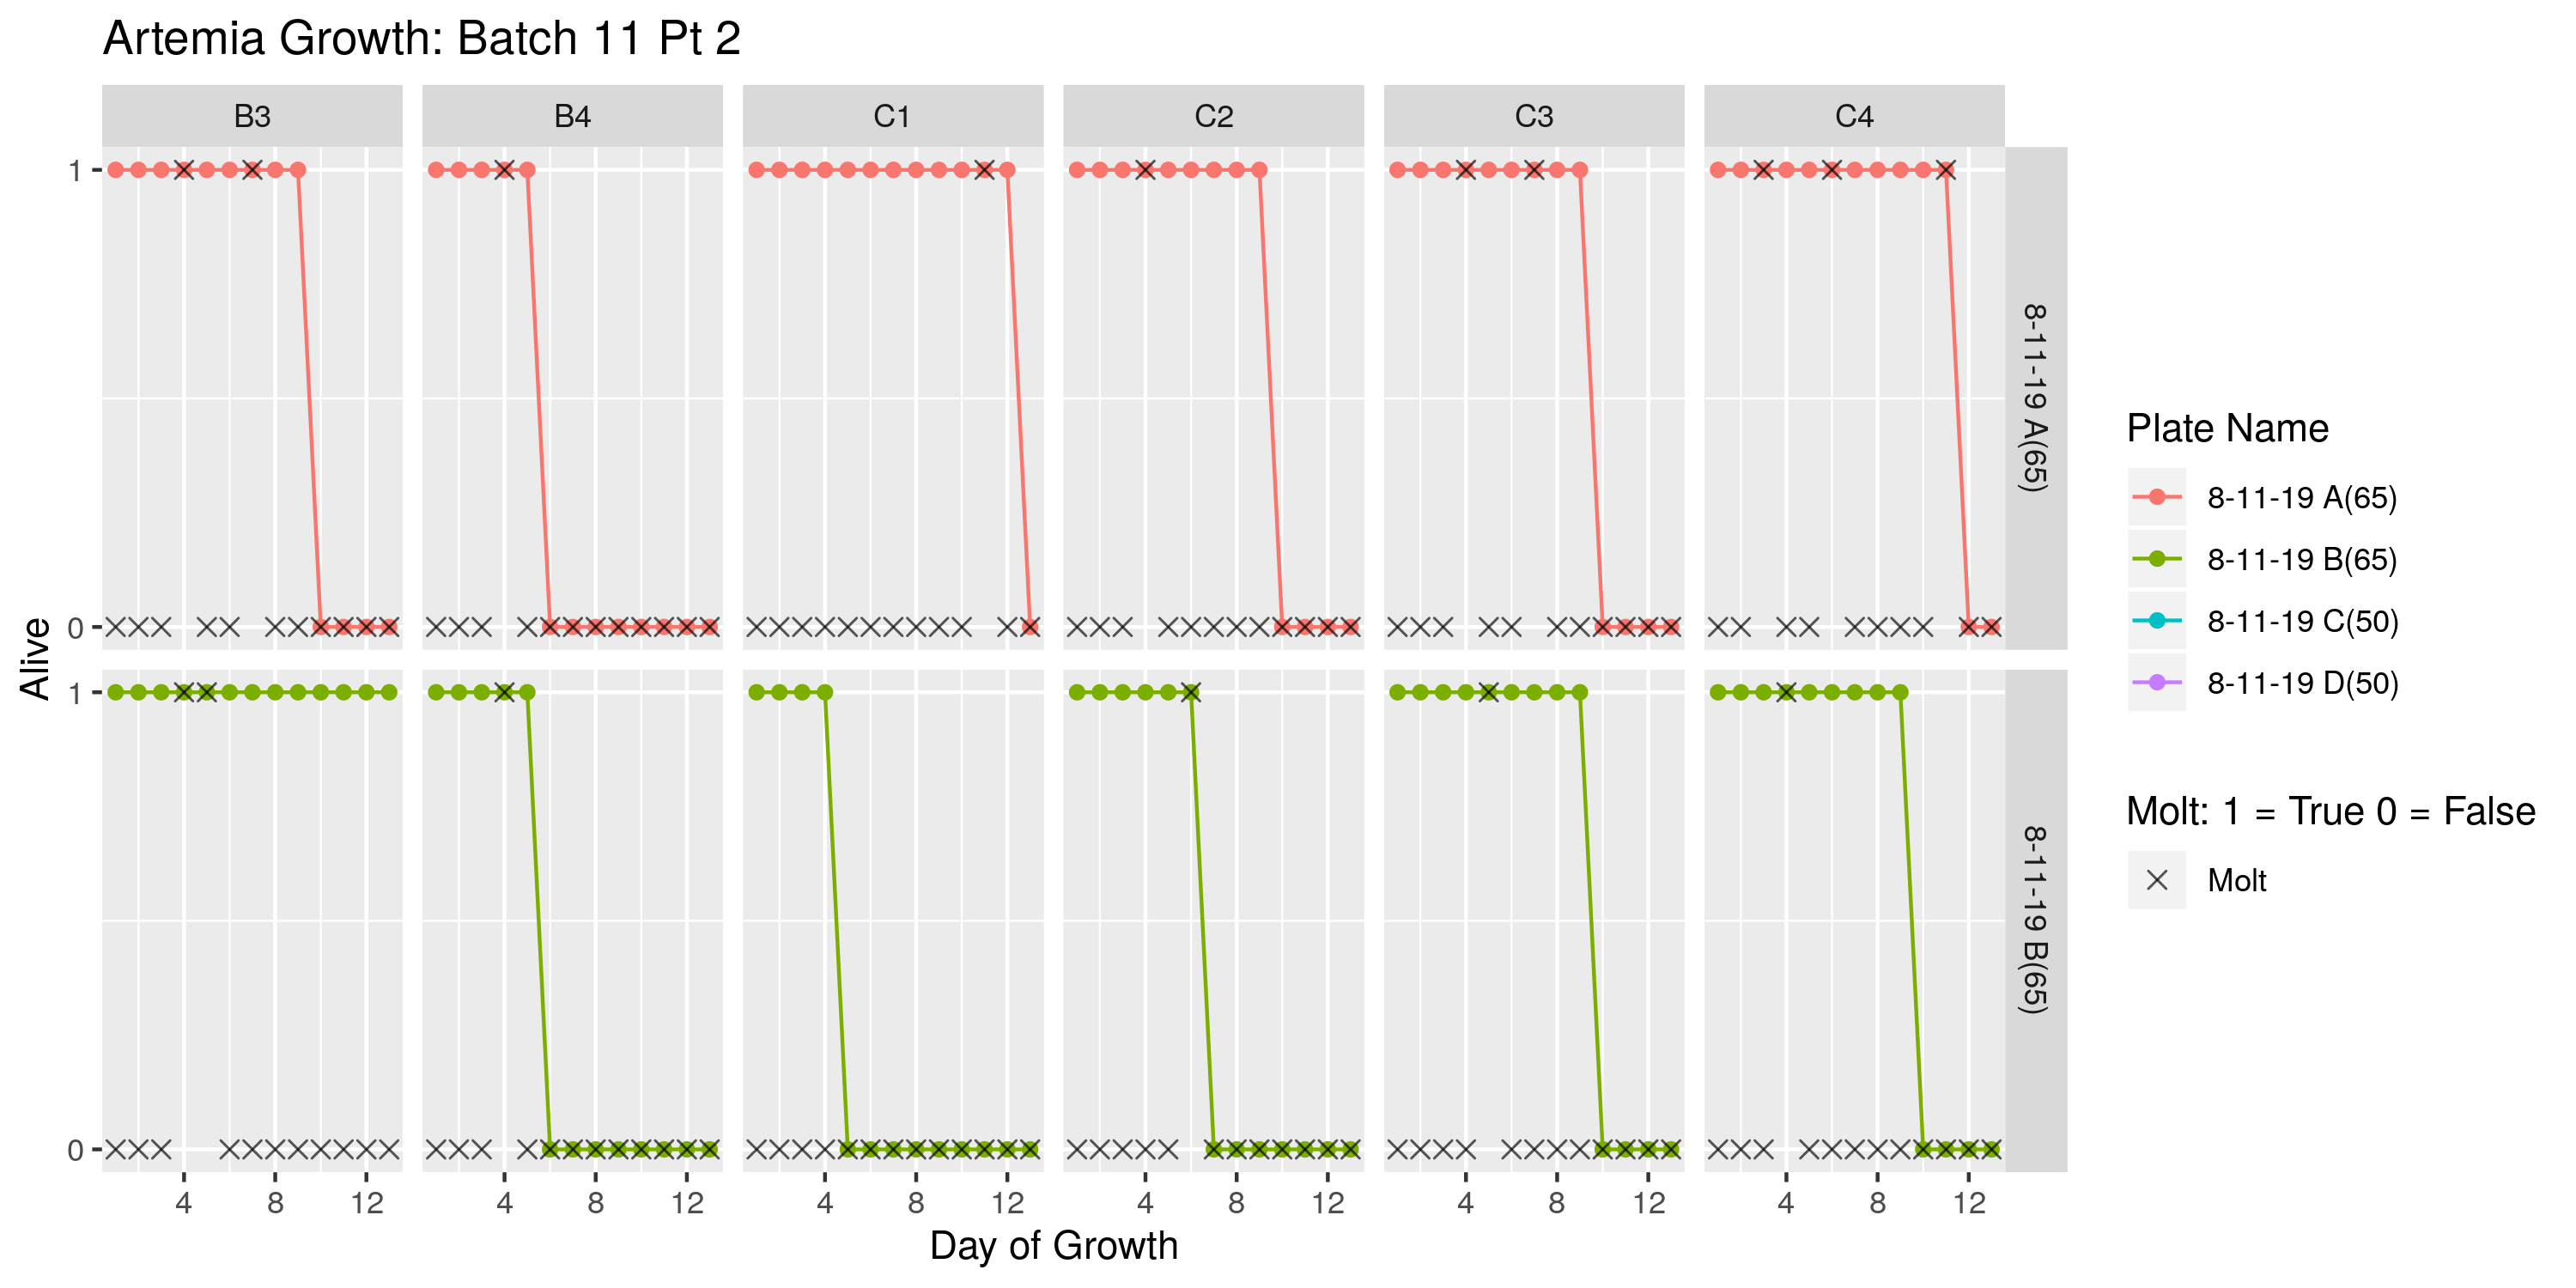 Artemia Growth: Batch 11 Pt 2
B3 B4 C1 C2 C3 C4
1
0
8-11-19 A(65)
1
0
8-11-19 B(65)
Alive
4 8 12 4 8 12 4 8 12 4 8 12 4 8 12 4 8 12
Day of Growth
Plate Name
8-11-19 A(65)
8-11-19 B(65)
8-11-19 C(50)
8-11-19 D(50)
Molt: 1 = True 0 = False
Molt